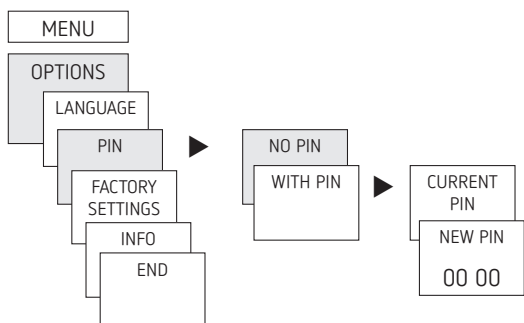 MENU
OPTIONS
LANGUAGE
PIN
FACTORY
SETTINGS
INFO
END
NO PIN
WITH PIN
CURRENT
PIN
NEW PIN
00 00